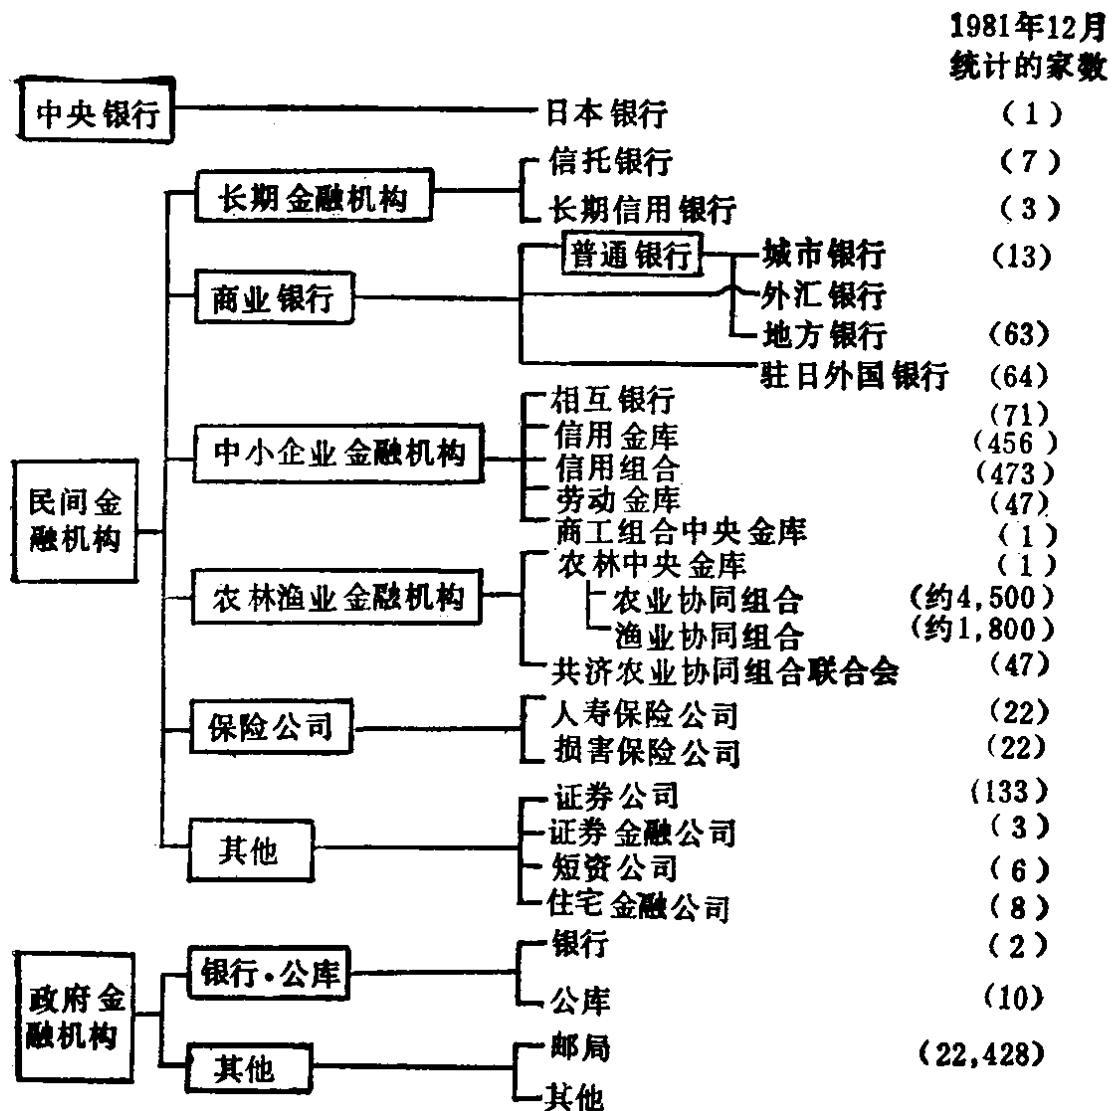 1981年12月
统计的家数
中央银行 日本银行 (1)
信托银行 (7)
长期金融机构
长期信用银行 (3)
普通银行 城市银行 (13)
商业银行 外汇银行
地方银行 (63)
驻日外国银行 (64)
相互银行 (71)
信用金库 (456)
中小企业金融机构
信用组合 (473)
劳动金库 (47)
民间金
融机构
商工组合中央金库 (1)
农林中央金库 (1)
农林渔业金融机构
农业协同组合 (约4,500)
渔业协同组合 (约1,800)
共济农业协同组合联合会 (47)
人寿保险公司 (22)
保险公司
损害保险公司 (22)
证券公司 (133)
证券金融公司 (3)
其他
短资公司 (6)
住宅金融公司 (8)
银行 (2)
银行·公库
公库 (10)
政府金
融机构
邮局 (22,428)
其他
其他